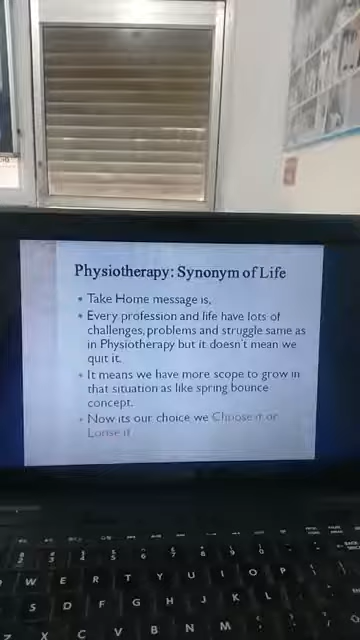 Physiotherapy: Synonym of Life
• Take Home message is,
• Every profession and life have lots of
challenges, problems and struggle same as
in Physiotherapy but it doesn't mean we
quit it.
• It means we have more scope to grow in
that situation as like spring bounce
concept.
• Now its our choice we Choose it or
Loose it
W E R T Y U I O P
S D F G H J K L
Z X C V B N M